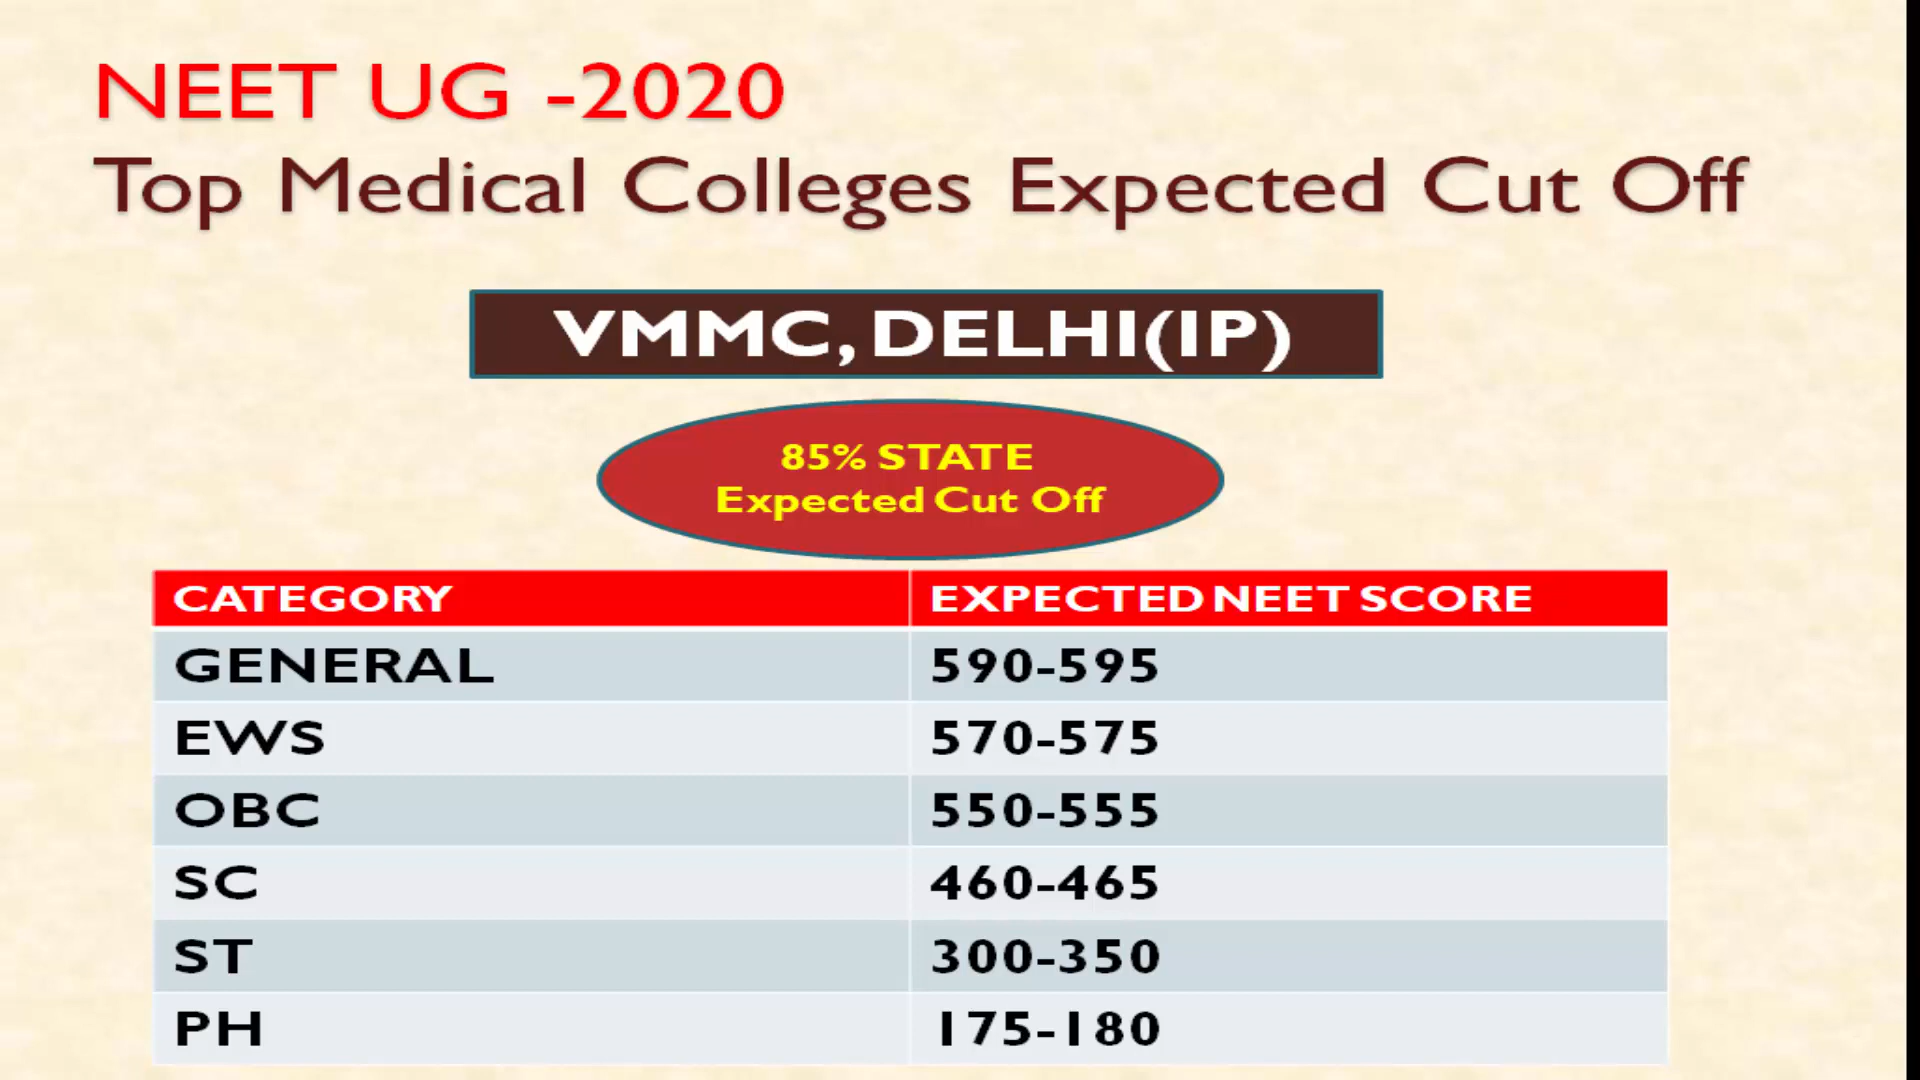 NEET UG -2020
Top Medical Colleges Expected Cut Off
VMMC, DELHI(IP)
85% STATE
Expected Cut Off
CATEGORY EXPECTED NEET SCORE
GENERAL 590-595
EWS 570-575
OBC 550-555
SC 460-465
ST 300-350
PH 175-180